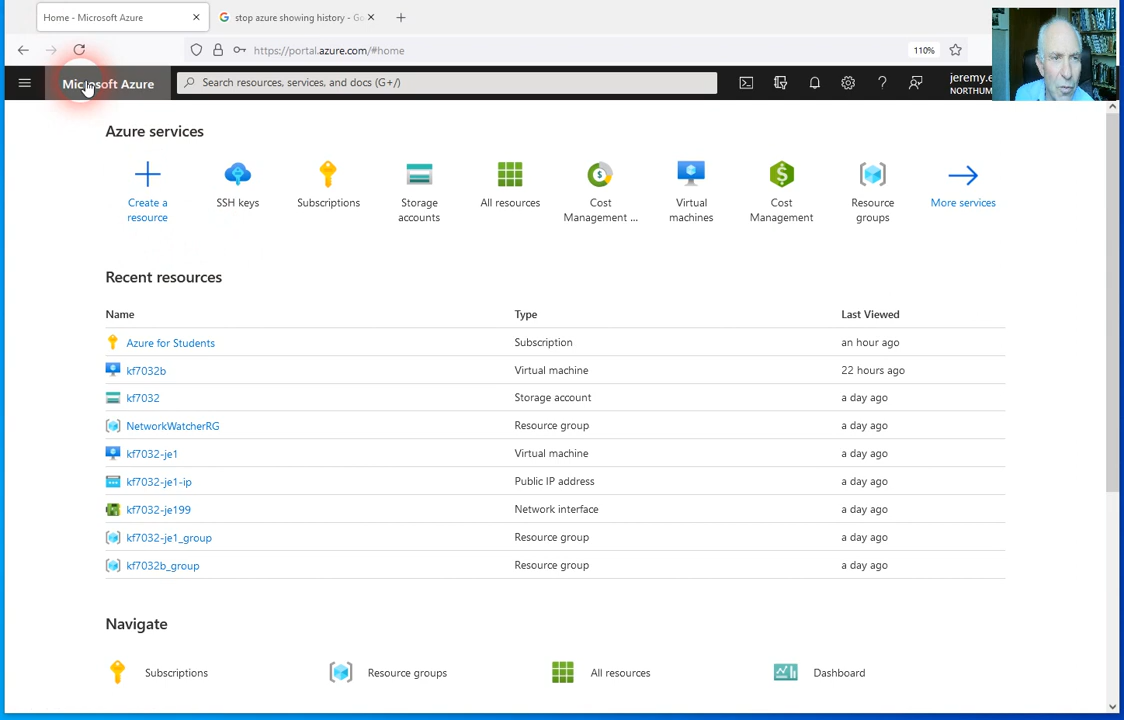 Home - Microsoft Azure
stop azure showing history - Go
https://portal.azure.com/#home
110%
Microsoft Azure
Search resources, services, and docs (G+/)
jeremy.e
NORTHUM
Azure services
Create a
resource
SSH keys
Subscriptions
Storage
accounts
All resources
Cost
Management ...
Virtual
machines
Cost
Management
Resource
groups
More services
Recent resources
Name Type Last Viewed
Azure for Students Subscription an hour ago
kf7032b Virtual machine 22 hours ago
kf7032 Storage account a day ago
NetworkWatcherRG Resource group a day ago
kf7032-je1 Virtual machine a day ago
kf7032-je1-ip Public IP address a day ago
kf7032-je199 Network interface a day ago
kf7032-je1_group Resource group a day ago
kf7032b_group Resource group a day ago
Navigate
Subscriptions Resource groups All resources Dashboard